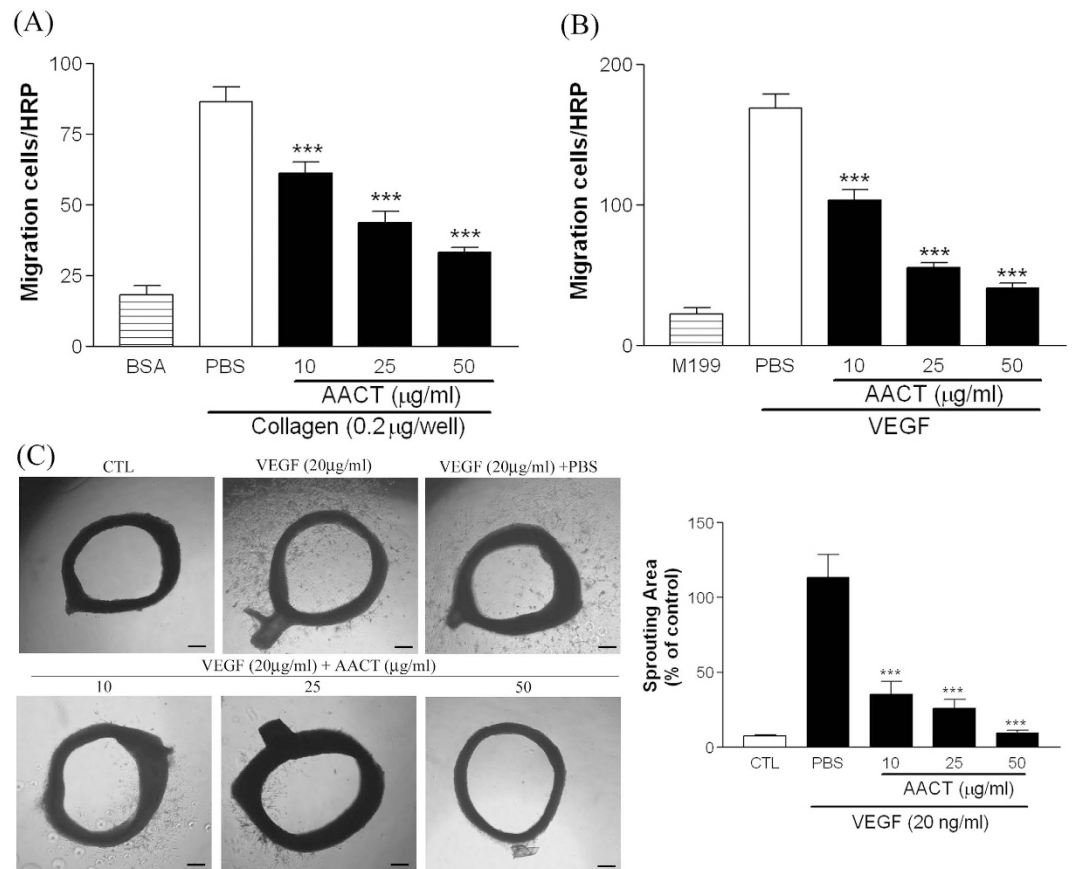 (A)
Migration cells/HRP
100
75
50
25
0
***
***
***
BSA PBS 10 25 50
AACT (μg/ml)
Collagen (0.2 μg/well)
(B)
Migration cells/HRP
200
100
0
***
***
***
M199 PBS 10 25 50
AACT (μg/ml)
VEGF
(C)
CTL VEGF (20μg/ml) VEGF (20μg/ml) +PBS
VEGF (20μg/ml) + AACT (μg/ml)
10 25 50
Sprouting Area
(% of control)
150
100
50
0
***
***
***
CTL PBS 10 25 50
AACT (μg/ml)
VEGF (20 ng/ml)